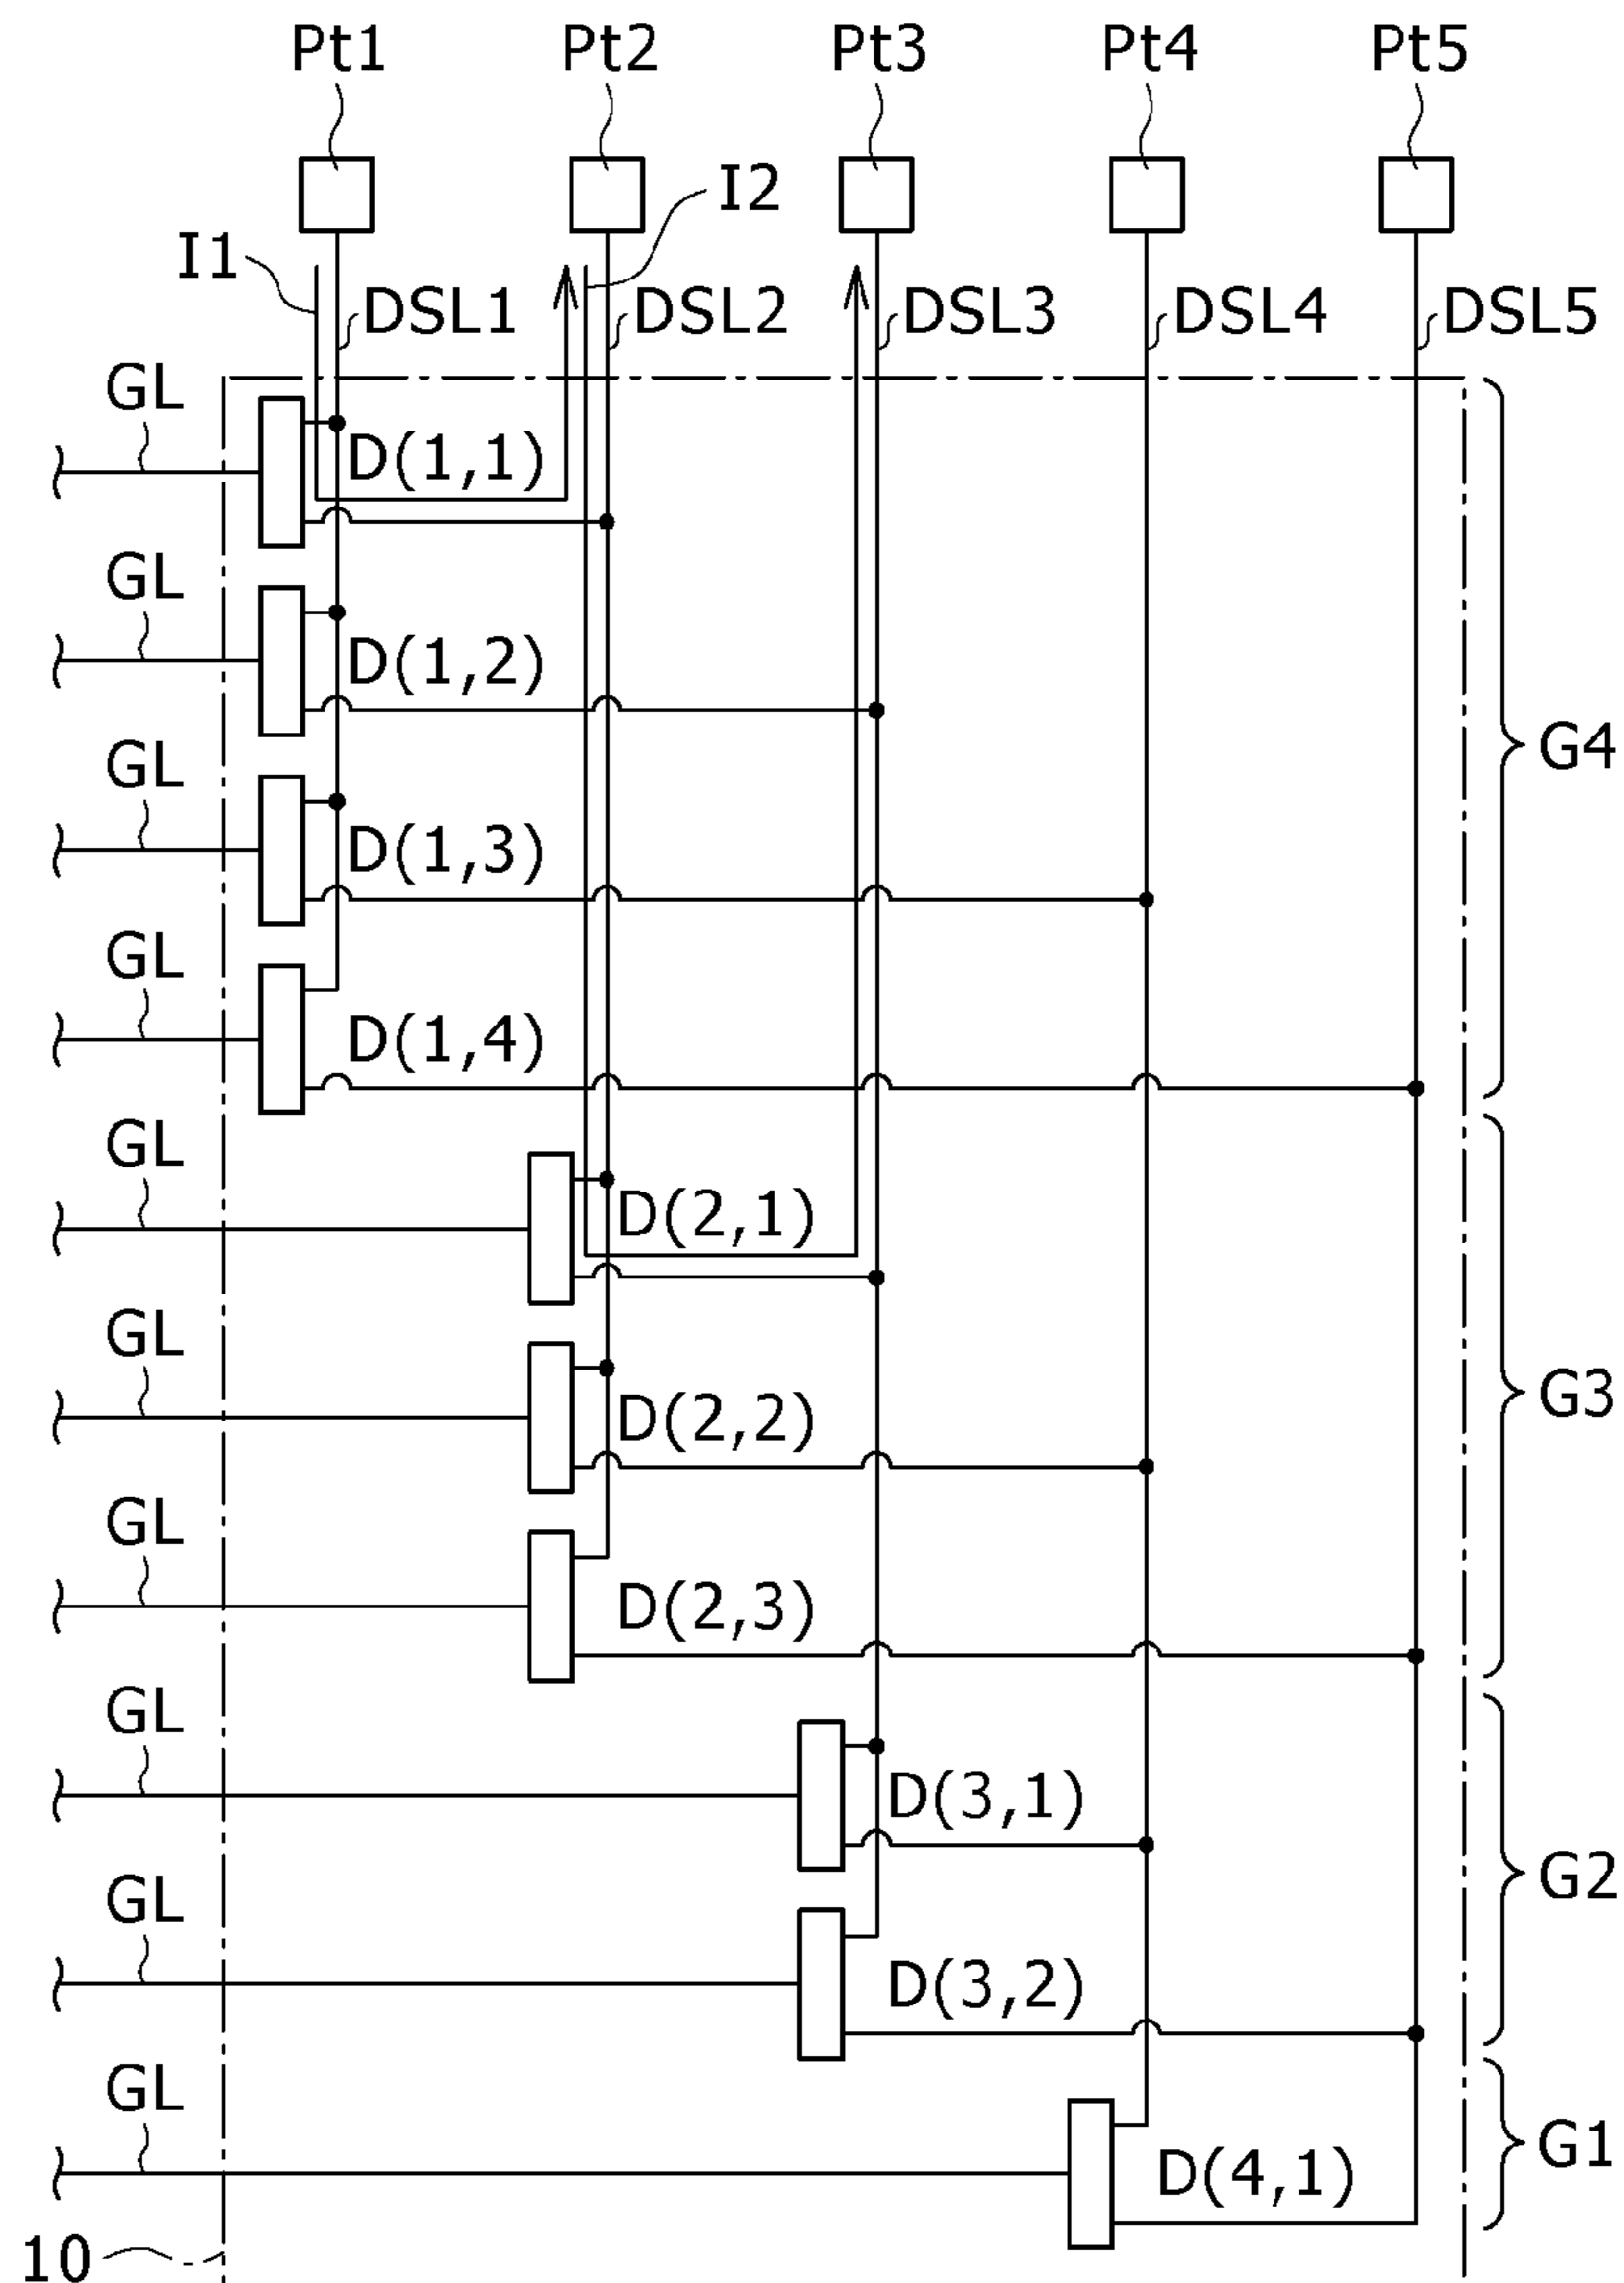 Pt1 Pt2 Pt3 Pt4 Pt5
I2
I1
DSL1 DSL2 DSL3 DSL4 DSL5
GL
D(1,1)
GL
D(1,2)
G4
GL
D(1,3)
GL
D(1,4)
GL
D(2,1)
GL
G3
D(2,2)
GL
D(2,3)
GL
D(3,1)
G2
GL
D(3,2)
GL
G1
D(4,1)
10